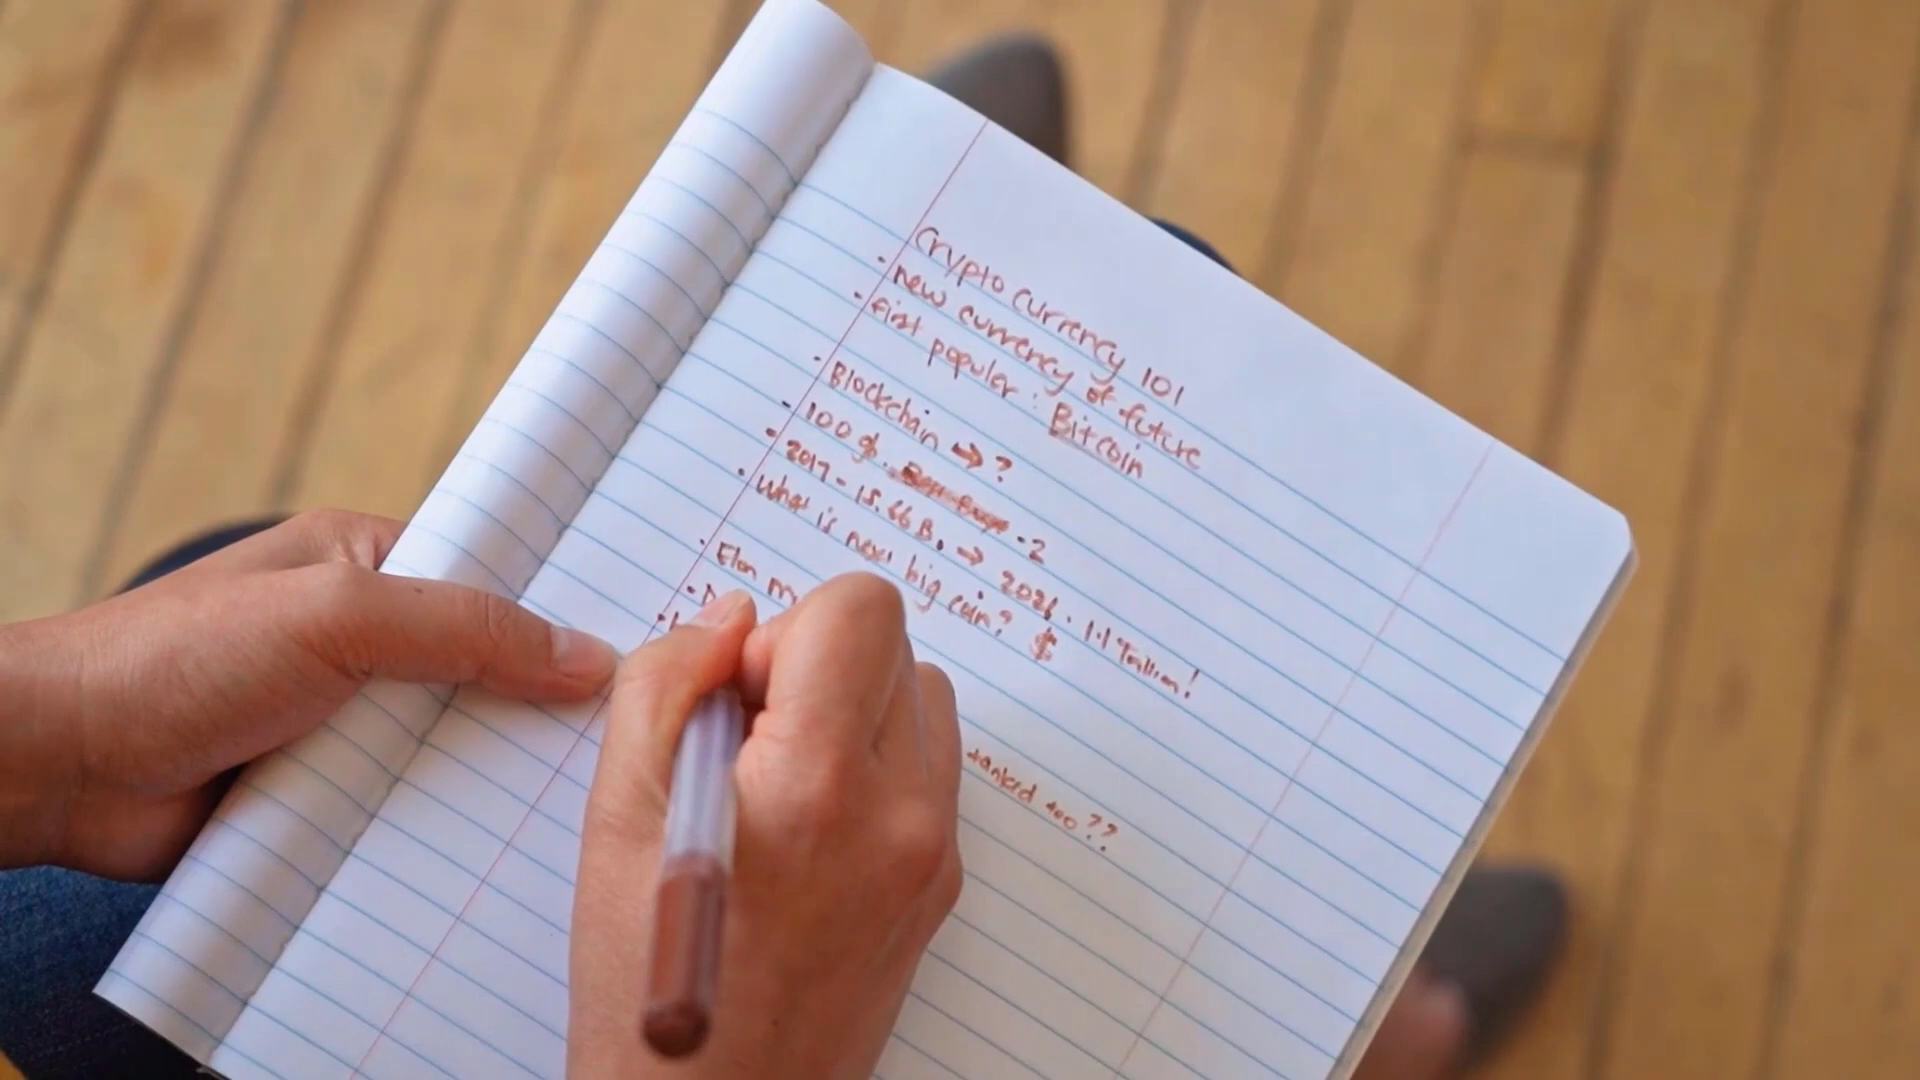 Crypto currency 101
· new currency of future
· first populer : Bitcoin
· Blockchain → ?
- 100
- 2017 - 15.66 B. → 2026 · 1.1 Trillion!
· What is next big coin? $
· Elon
tanked too ??